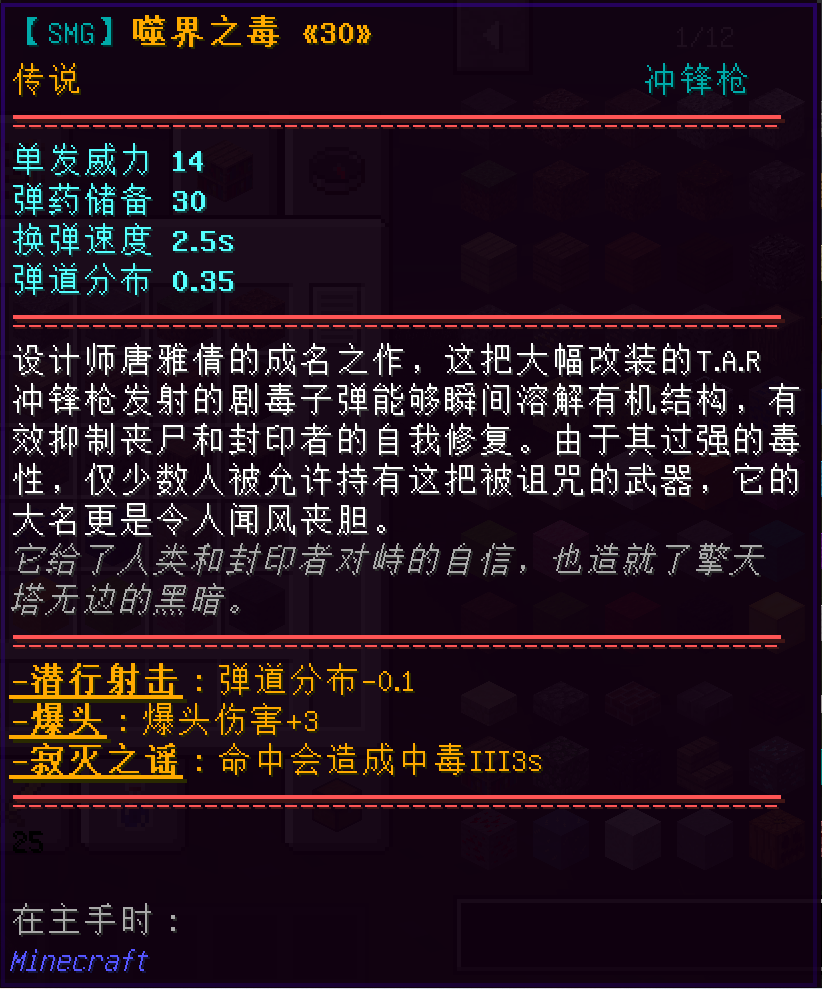 【SMG】噬界之毒 «30»
1/12
传说 冲锋枪
单发威力 14
弹药储备 30
换弹速度 2.5s
弹道分布 0.35
设计师唐雅倩的成名之作，这把大幅改装的T.A.R
冲锋枪发射的剧毒子弹能够瞬间溶解有机结构，有
效抑制丧尸和封印者的自我修复。由于其过强的毒
性，仅少数人被允许持有这把被诅咒的武器，它的
大名更是令人闻风丧胆。
它给了人类和封印者对峙的自信，也造就了擎天
塔无边的黑暗。
-潜行射击：弹道分布-0.1
-爆头：爆头伤害+3
-寂灭之谣：命中会造成中毒III3s
25
在主手时：
Minecraft